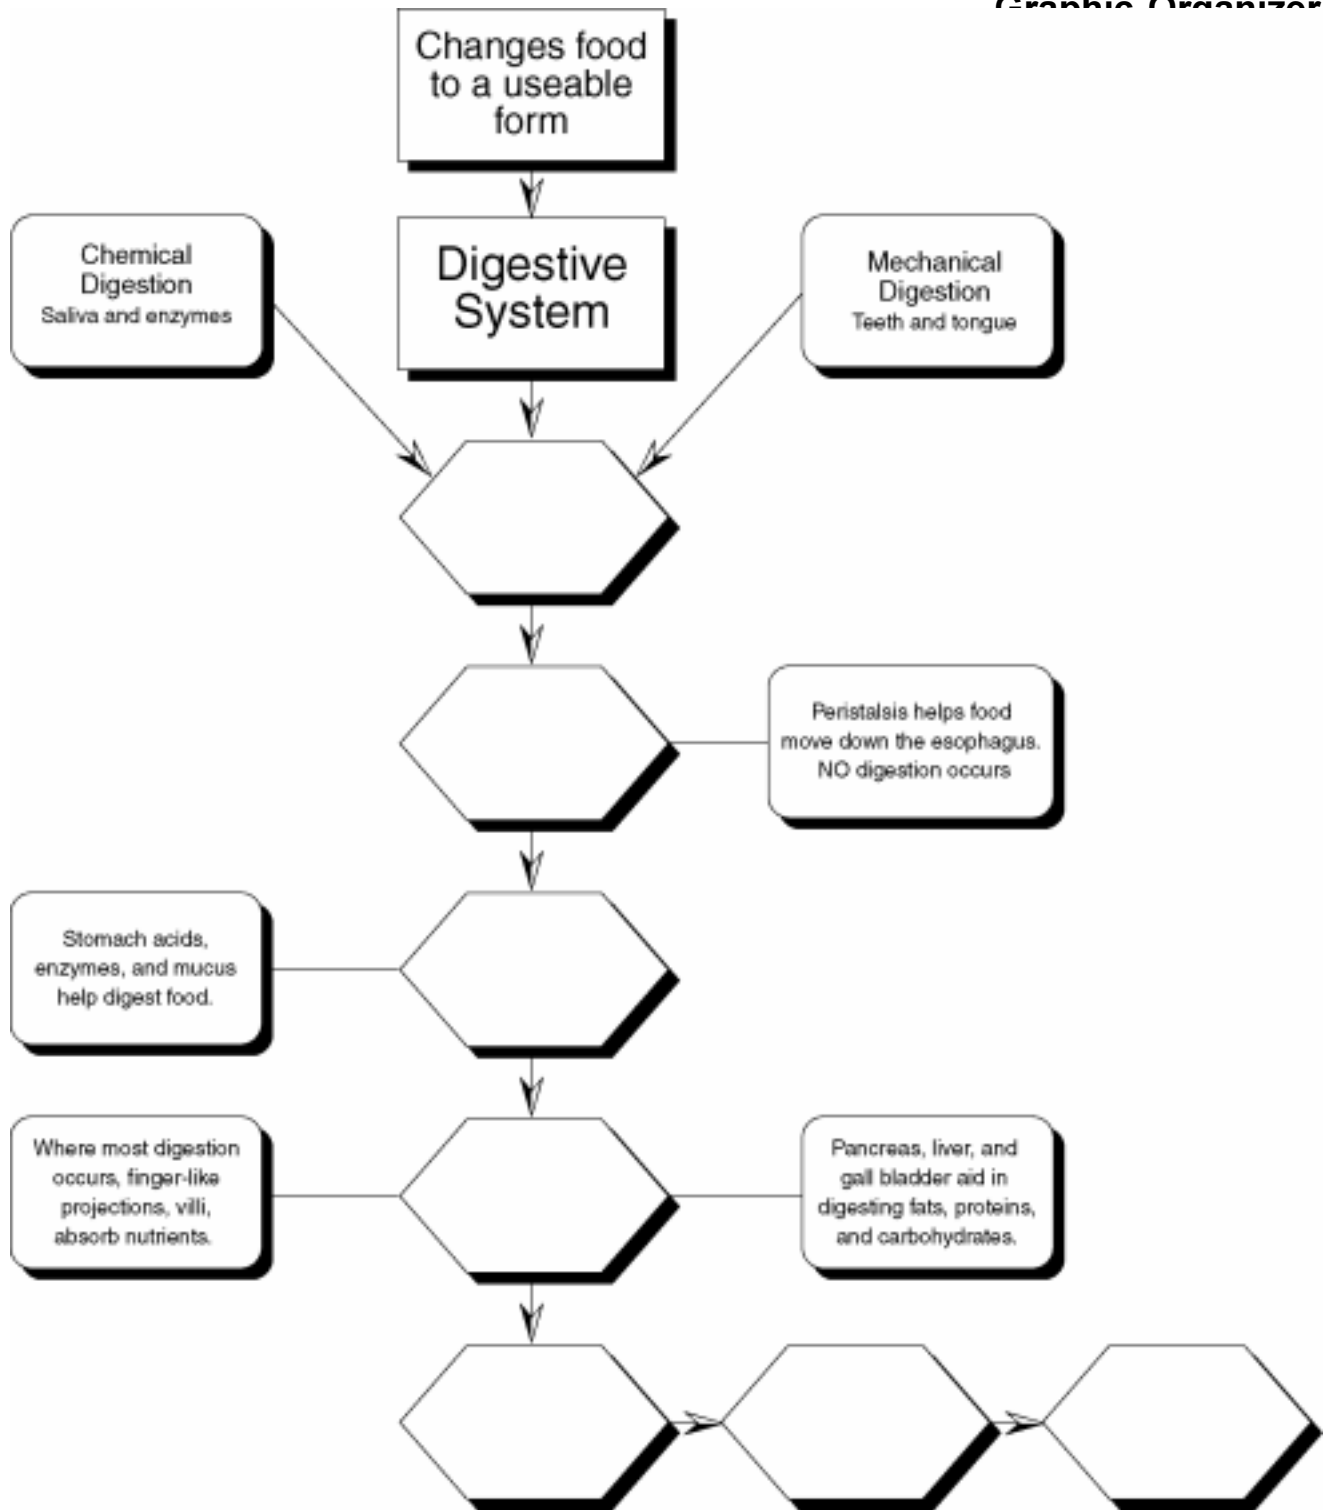 Graphic Organizer
Changes food
to a useable
form
Chemical
Digestion
Saliva and enzymes
Digestive
System
Mechanical
Digestion
Teeth and tongue
Peristalsis helps food
move down the esophagus.
NO digestion occurs
Stomach acids,
enzymes, and mucus
help digest food.
Where most digestion
occurs, finger-like
projections, villi,
absorb nutrients.
Pancreas, liver, and
gall bladder aid in
digesting fats, proteins,
and carbohydrates.